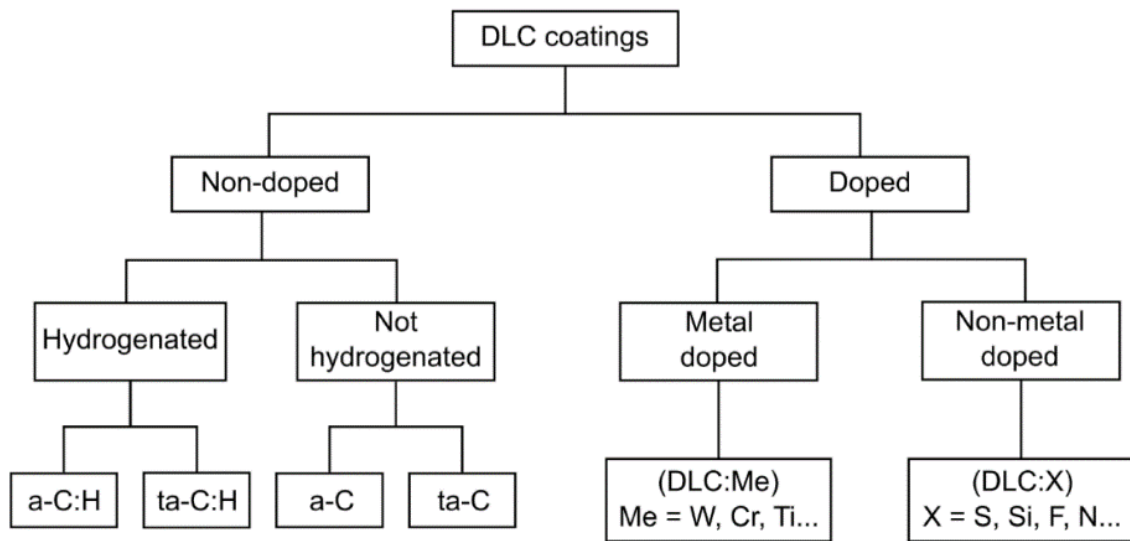 DLC coatings
Non-doped
Doped
Hydrogenated
Not
hydrogenated
Metal
doped
Non-metal
doped
a-C:H
ta-C:H
a-C
ta-C
(DLC:Me)
Me = W, Cr, Ti...
(DLC:X)
X = S, Si, F, N...